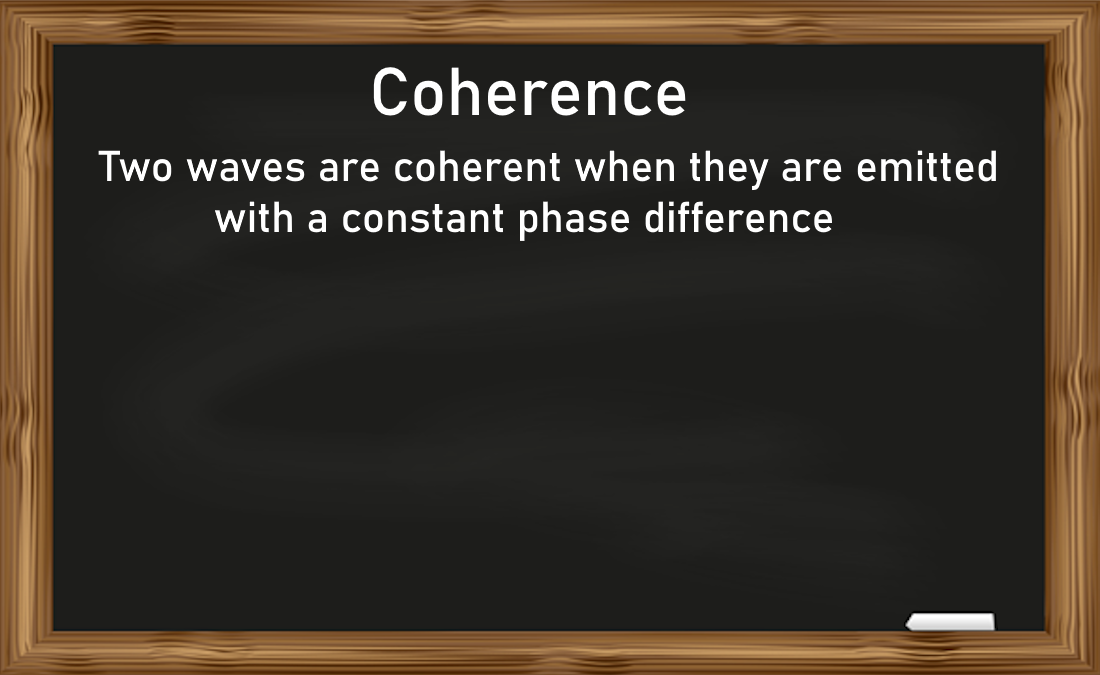 Coherence
Two waves are coherent when they are emitted
with a constant phase difference